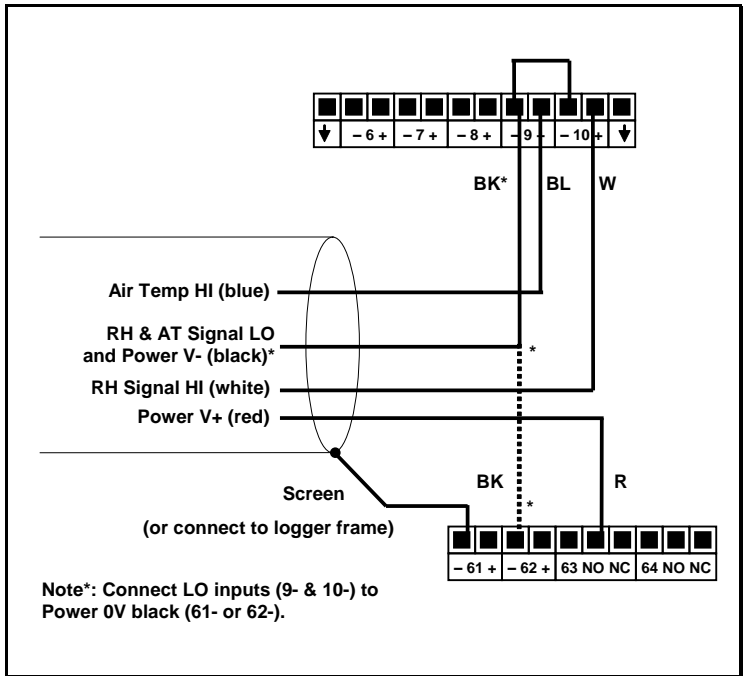 – 6 + – 7 + – 8 + – 9 + – 10 +
BK* BL W
Air Temp HI (blue)
RH & AT Signal LO
and Power V- (black)*
*
RH Signal HI (white)
Power V+ (red)
BK R
Screen
*
(or connect to logger frame)
– 61 + – 62 + 63 NO NC 64 NO NC
Note*: Connect LO inputs (9- & 10-) to
Power 0V black (61- or 62-).